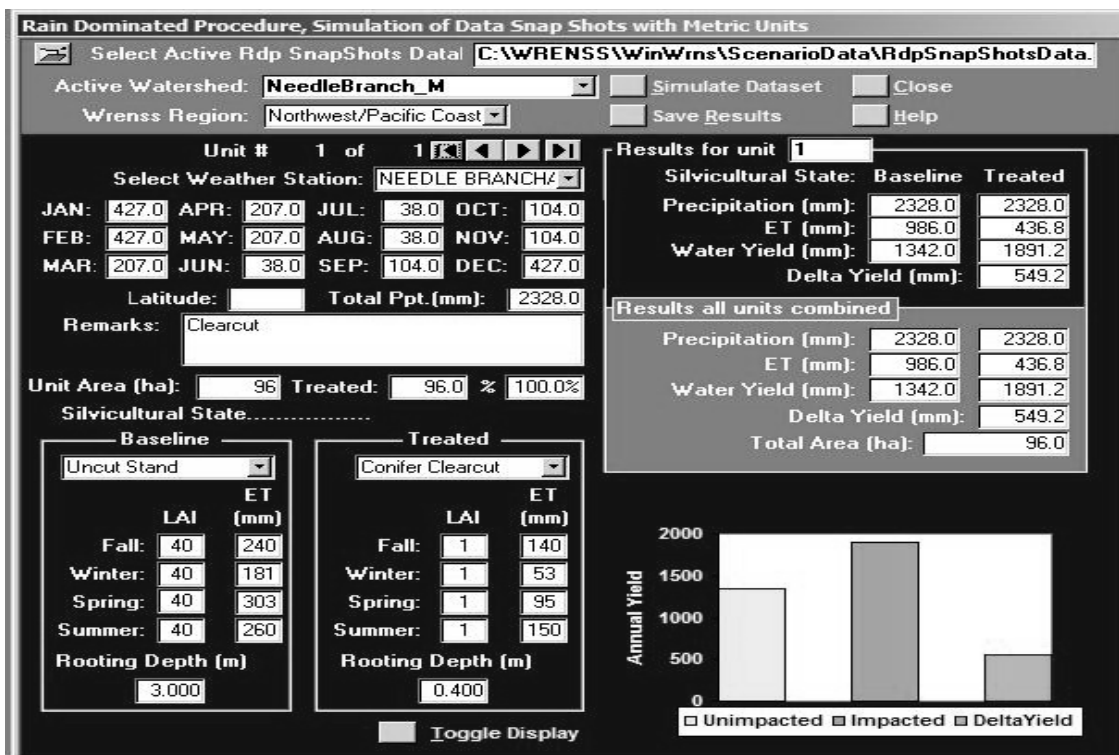 Rain Dominated Procedure, Simulation of Data Snap Shots with Metric Units
Select Active Rdp SnapShots Data| C:\WRENSS\WinWrns\ScenarioData\RdpSnapShotsData.
Active Watershed: NeedleBranch_M Simulate Dataset Close
Wrenss Region: Northwest/Pacific Coast Save Results Help
Unit # 1 of 1
Select Weather Station: NEEDLE BRANCH/
JAN: 427.0 APR: 207.0 JUL: 38.0 OCT: 104.0
FEB: 427.0 MAY: 207.0 AUG: 38.0 NOV: 104.0
MAR: 207.0 JUN: 38.0 SEP: 104.0 DEC: 427.0
Latitude: Total Ppt.(mm): 2328.0
Remarks: Clearcut
Unit Area (ha): 96 Treated: 96.0 % 100.0%
Silvicultural State.................
Baseline
Uncut Stand
ET
LAI (mm)
Fall: 40 240
Winter: 40 181
Spring: 40 303
Summer: 40 260
Rooting Depth (m)
3.000
Treated
Conifer Clearcut
ET
LAI (mm)
Fall: 1 140
Winter: 1 53
Spring: 1 95
Summer: 1 150
Rooting Depth (m)
0.400
Toggle Display
Results for unit 1
Silvicultural State: Baseline Treated
Precipitation (mm): 2328.0 2328.0
ET (mm): 986.0 436.8
Water Yield (mm): 1342.0 1891.2
Delta Yield (mm): 549.2
Results all units combined
Precipitation (mm): 2328.0 2328.0
ET (mm): 986.0 436.8
Water Yield (mm): 1342.0 1891.2
Delta Yield (mm): 549.2
Total Area (ha): 96.0
Annual Yield
2000
1500
1000
500
0
Unimpacted Impacted DeltaYield